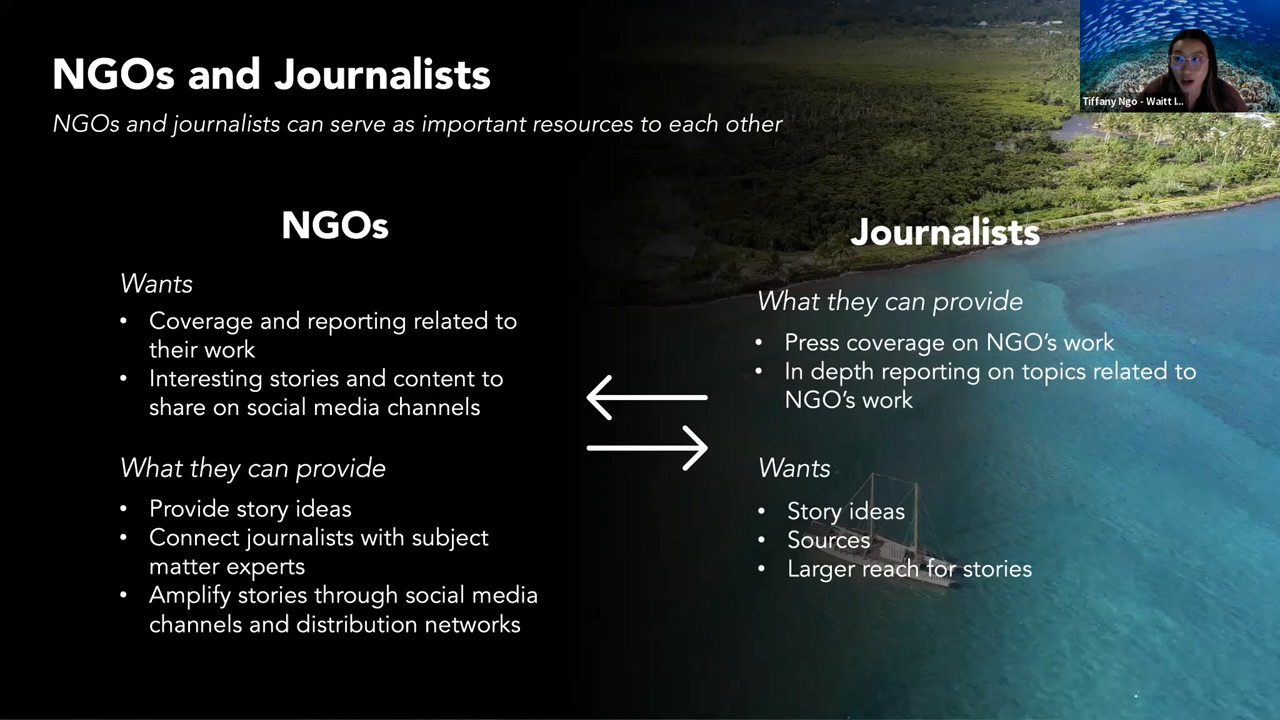 NGOs and Journalists
NGOs and journalists can serve as important resources to each other
Tiffany Ngo - Waitt I...
NGOs
Wants
• Coverage and reporting related to
their work
• Interesting stories and content to
share on social media channels
What they can provide
• Provide story ideas
• Connect journalists with subject
matter experts
• Amplify stories through social media
channels and distribution networks
Journalists
What they can provide
• Press coverage on NGO’s work
• In depth reporting on topics related to
NGO’s work
Wants
• Story ideas
• Sources
• Larger reach for stories